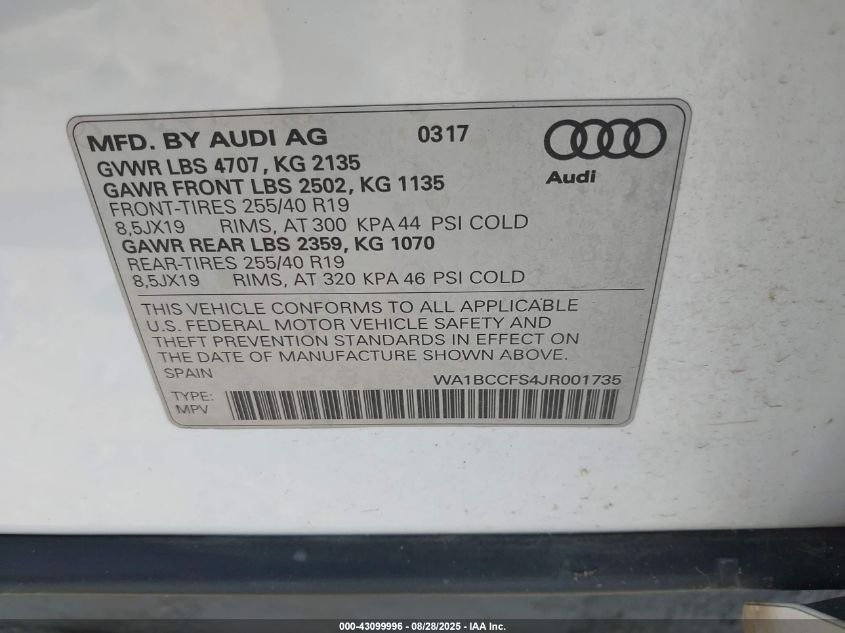 MFD. BY AUDI AG 0317
GVWR LBS 4707, KG 2135
Audi
GAWR FRONT LBS 2502, KG 1135
FRONT-TIRES 255/40 R19
8,5JX19 RIMS, AT 300 KPA 44 PSI COLD
GAWR REAR LBS 2359, KG 1070
REAR-TIRES 255/40 R19
8,5JX19 RIMS, AT 320 KPA 46 PSI COLD
THIS VEHICLE CONFORMS TO ALL APPLICABLE
U.S. FEDERAL MOTOR VEHICLE SAFETY AND
THEFT PREVENTION STANDARDS IN EFFECT ON
THE DATE OF MANUFACTURE SHOWN ABOVE.
SPAIN WA1BCCFS4JR001735
TYPE:
MPV
000-43099996 - 08/28/2025 - IAA Inc.